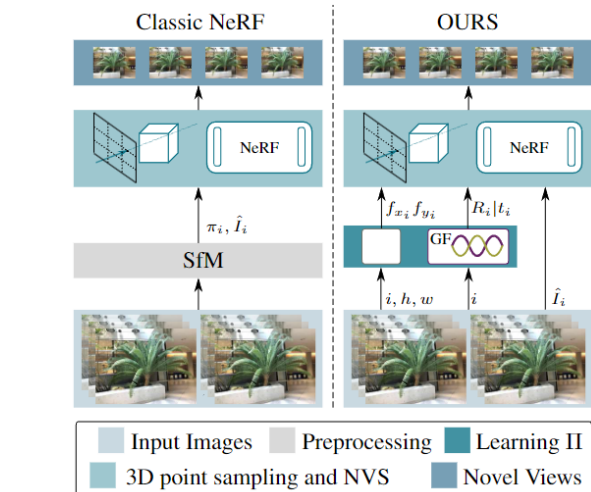 Classic NeRF
OURS
NeRF
NeRF
π_i, Î_i
f_{x_i} f_{y_i}
R_i|t_i
SfM
GF
i, h, w
i
Î_i
Input Images
Preprocessing
Learning Π
3D point sampling and NVS
Novel Views